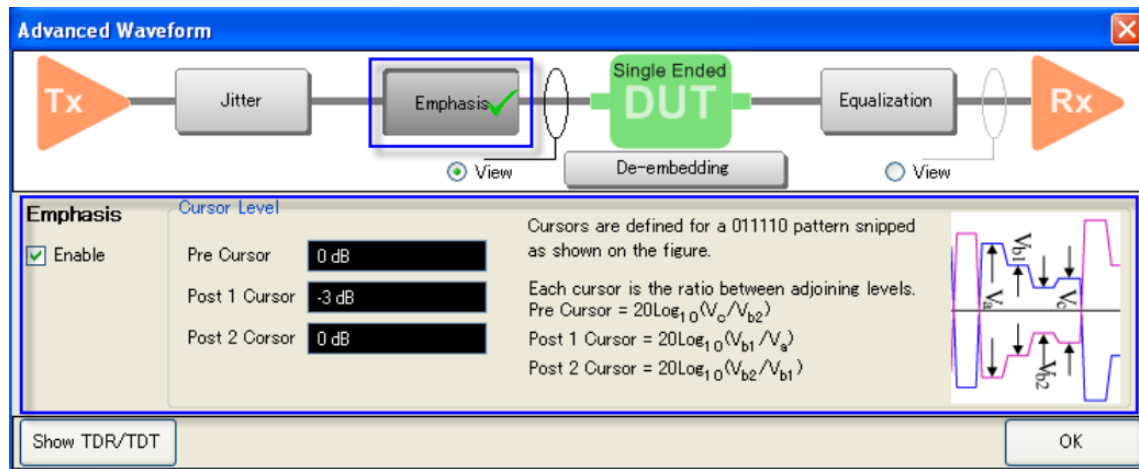 Advanced Waveform
Tx
Jitter
Emphasis
Single Ended
DUT
Equalization
Rx
View
De-embedding
View
Emphasis
Enable
Cursor Level
Pre Cursor 0 dB
Post 1 Cursor -3 dB
Post 2 Corsor 0 dB
Cursors are defined for a 011110 pattern snipped
as shown on the figure.
Each cursor is the ratio between adjoining levels.
Pre Cursor = 20Log10(Vc/Vb2)
Post 1 Cursor = 20Log10(Vb1/Va)
Post 2 Cursor = 20Log10(Vb2/Vb1)
Vb1
Va
Vc
Vb2
Show TDR/TDT
OK